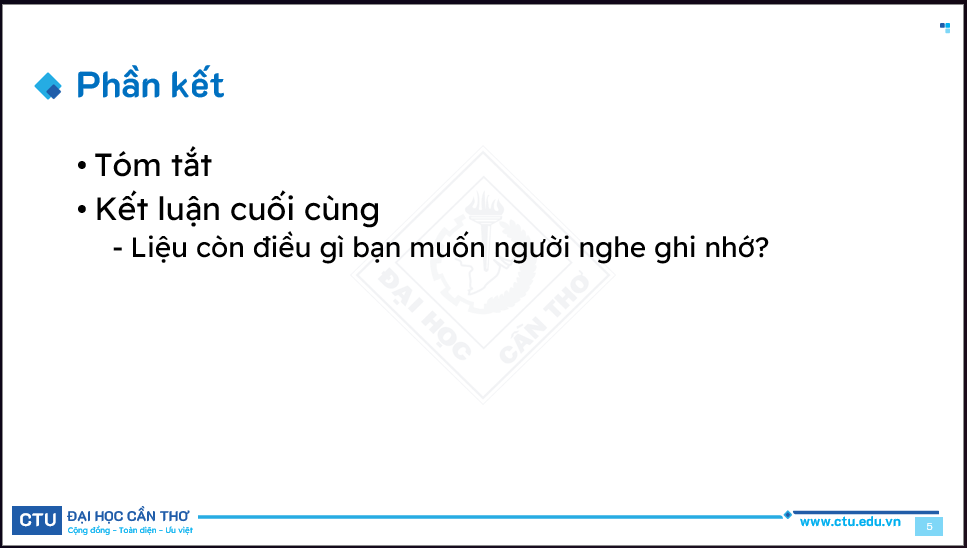 Phần kết
• Tóm tắt
• Kết luận cuối cùng
- Liệu còn điều gì bạn muốn người nghe ghi nhớ?
ĐẠI HỌC CẦN THƠ
CTU ĐẠI HỌC CẦN THƠ
Cộng đồng - Toàn diện - Ưu việt
www.ctu.edu.vn
5